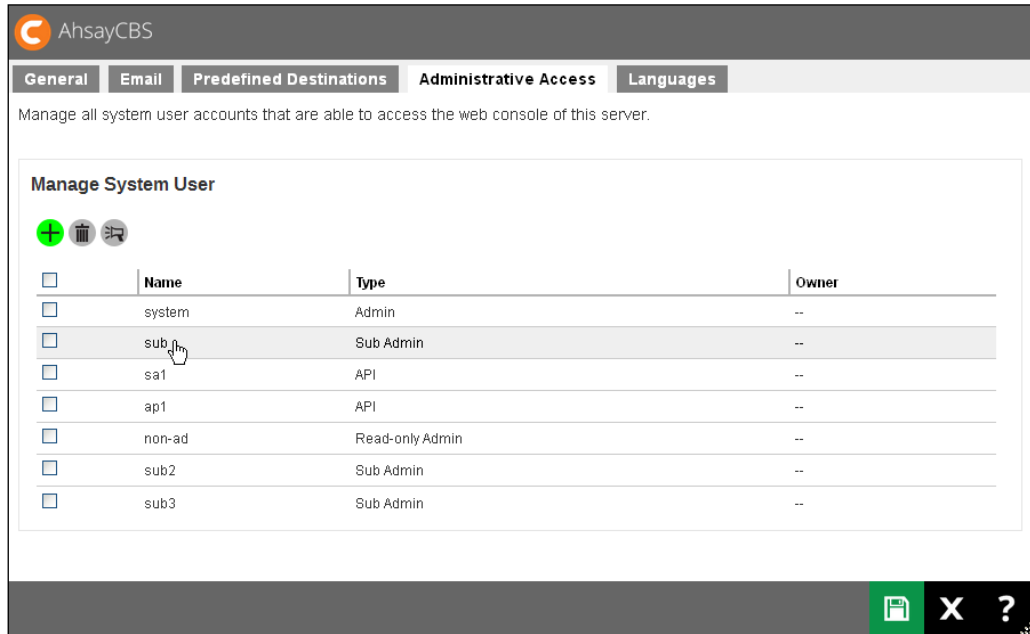 AhsayCBS
General Email Predefined Destinations Administrative Access Languages
Manage all system user accounts that are able to access the web console of this server.
Manage System User
Name Type Owner
system Admin --
sub Sub Admin --
sa1 API --
ap1 API --
non-ad Read-only Admin --
sub2 Sub Admin --
sub3 Sub Admin --
X ?